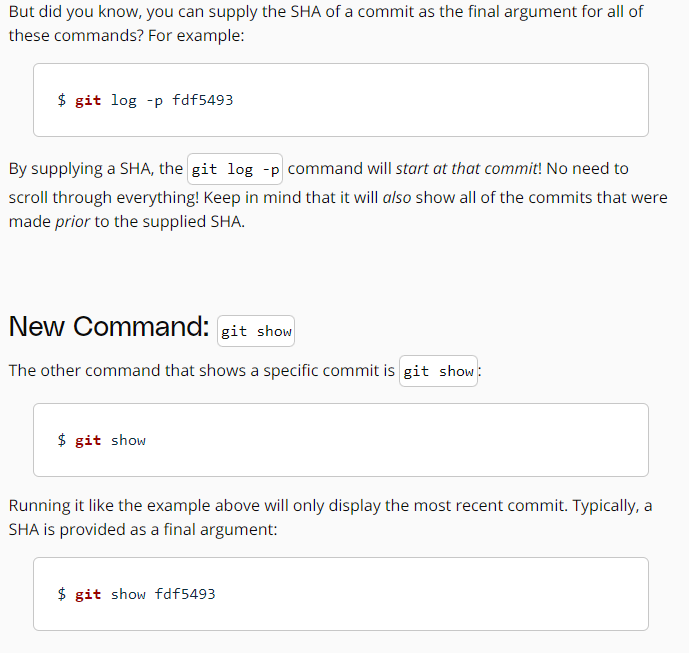 But did you know, you can supply the SHA of a commit as the final argument for all of
these commands? For example:
$ git log -p fdf5493
By supplying a SHA, the git log -p command will start at that commit! No need to
scroll through everything! Keep in mind that it will also show all of the commits that were
made prior to the supplied SHA.
New Command: git show
The other command that shows a specific commit is git show:
$ git show
Running it like the example above will only display the most recent commit. Typically, a
SHA is provided as a final argument:
$ git show fdf5493